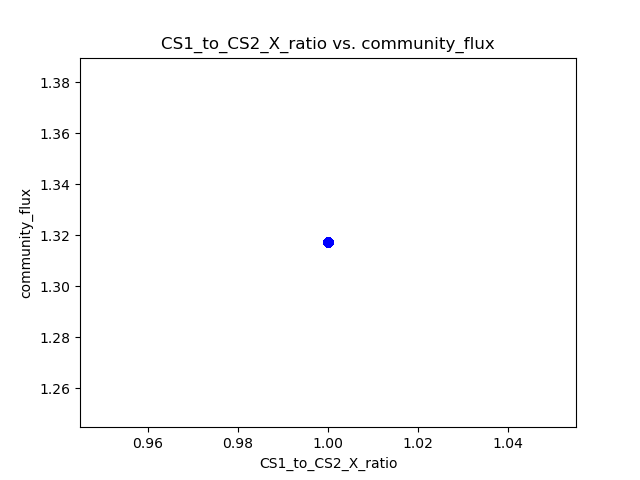 CS1_to_CS2_X_ratio vs. community_flux
1.38
1.36
1.34
1.32
1.30
1.28
1.26
community_flux
0.96 0.98 1.00 1.02 1.04
CS1_to_CS2_X_ratio